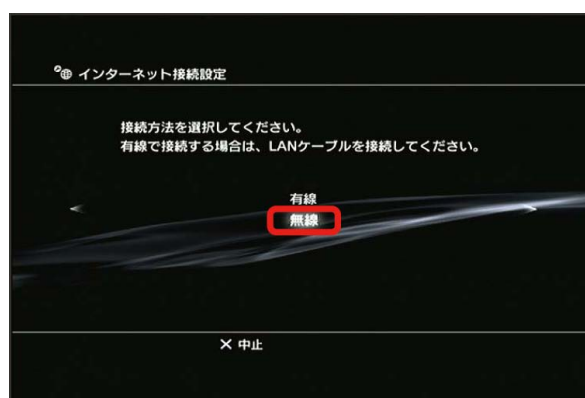 インターネット接続設定
接続方法を選択してください。
有線で接続する場合は、LANケーブルを接続してください。
有線
無線
✕ 中止